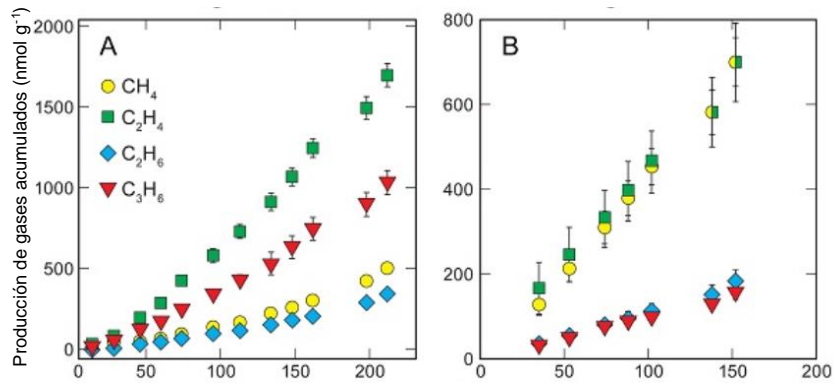 Producción de gases acumulados (nmol g⁻¹)
2000
1500
1000
500
0
A
CH₄
C₂H₄
C₂H₆
C₃H₆
0 50 100 150 200
800
600
400
200
0
B
0 50 100 150 200